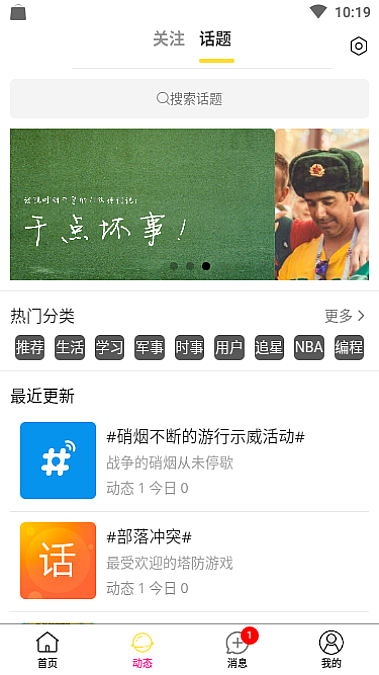 10:19
关注 话题
搜索话题
干点坏事!
热门分类 更多
推荐 生活 学习 军事 时事 用户 追星 NBA 编程
最近更新
#硝烟不断的游行示威活动#
战争的硝烟从未停歇
动态 1 今日 0
话
#部落冲突#
最受欢迎的塔防游戏
动态 1 今日 0
1
首页 动态 消息 我的